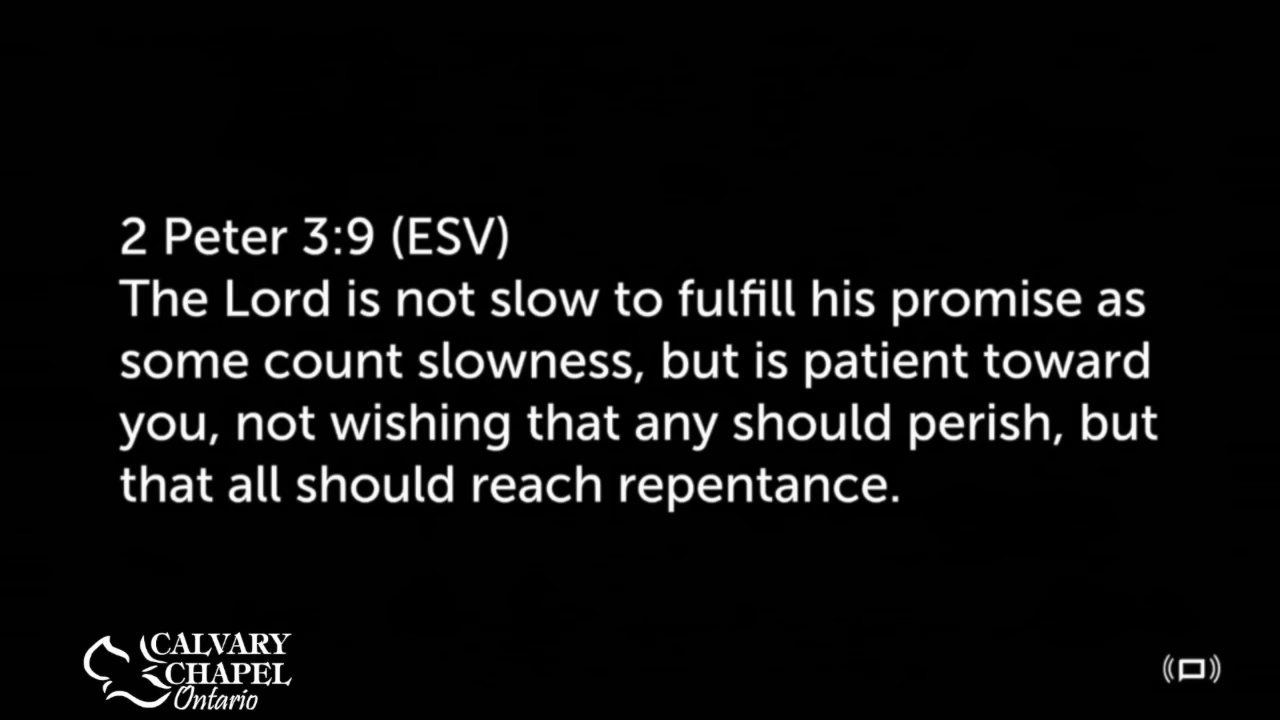 2 Peter 3:9 (ESV)
The Lord is not slow to fulfill his promise as
some count slowness, but is patient toward
you, not wishing that any should perish, but
that all should reach repentance.
CALVARY
CHAPEL
Ontario